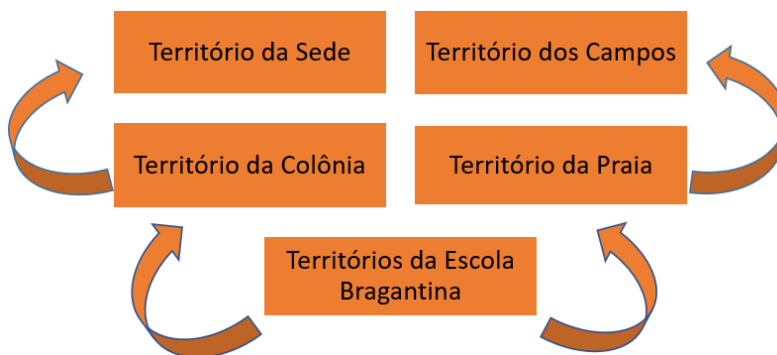 Território da Sede
Território dos Campos
Território da Colônia
Território da Praia
Territórios da Escola
Bragantina